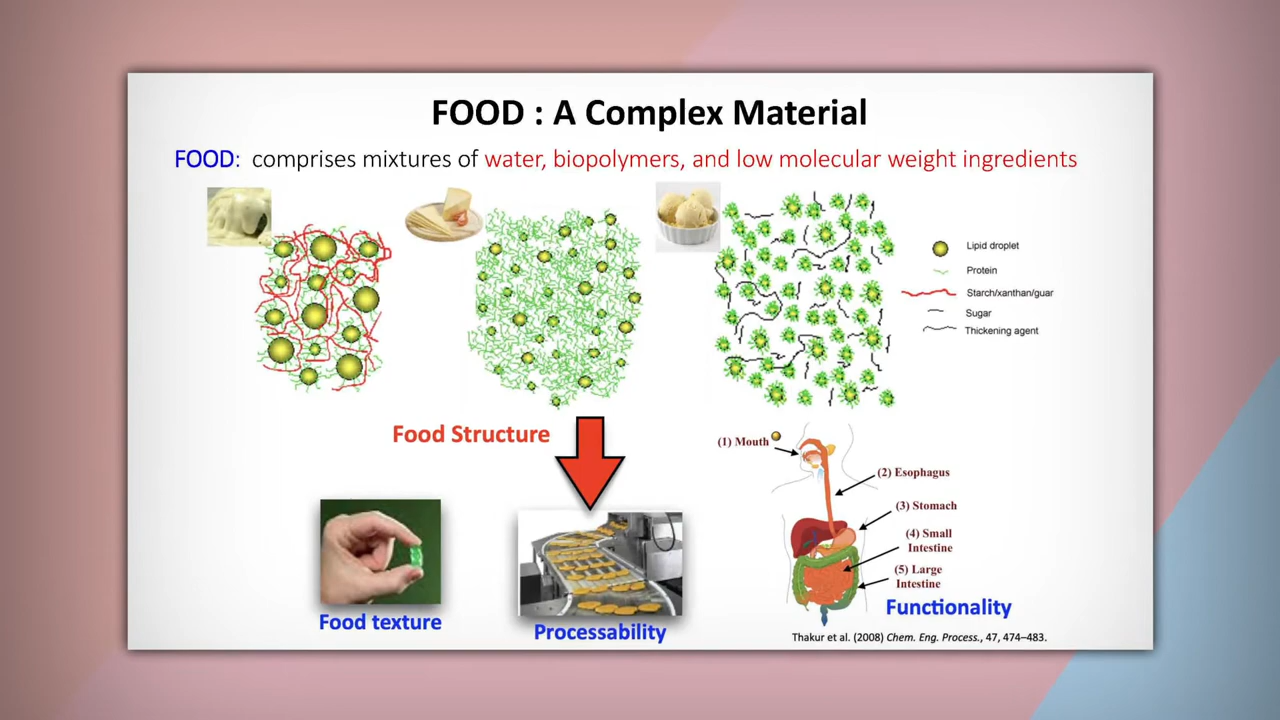 FOOD : A Complex Material
FOOD: comprises mixtures of water, biopolymers, and low molecular weight ingredients
Lipid droplet
Protein
Starch/xanthan/guar
Sugar
Thickening agent
Food Structure
(1) Mouth
(2) Esophagus
(3) Stomach
(4) Small
Intestine
(5) Large
Intestine
Food texture
Processability
Functionality
Thakur et al. (2008) Chem. Eng. Process., 47, 474–483.